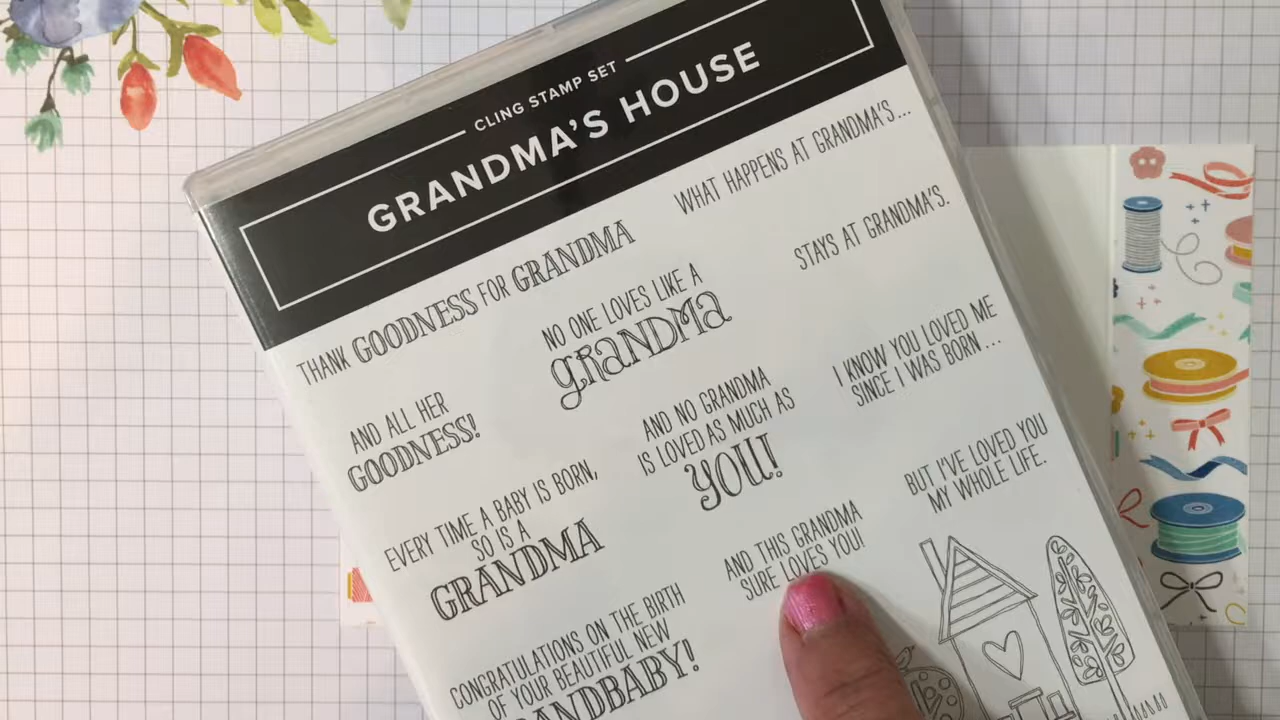 CLING STAMP SET
GRANDMA'S HOUSE
WHAT HAPPENS AT GRANDMA'S...
STAYS AT GRANDMA'S.
THANK GOODNESS FOR GRANDMA
AND ALL HER
GOODNESS!
NO ONE LOVES LIKE A
GRANDMA
AND NO GRANDMA
IS LOVED AS MUCH AS
YOU!
I KNOW YOU LOVED ME
SINCE I WAS BORN...
BUT I'VE LOVED YOU
MY WHOLE LIFE.
EVERY TIME A BABY IS BORN,
SO IS A
GRANDMA
AND THIS GRANDMA
SURE LOVES YOU!
CONGRATULATIONS ON THE BIRTH
OF YOUR BEAUTIFUL NEW
ANDBABY!